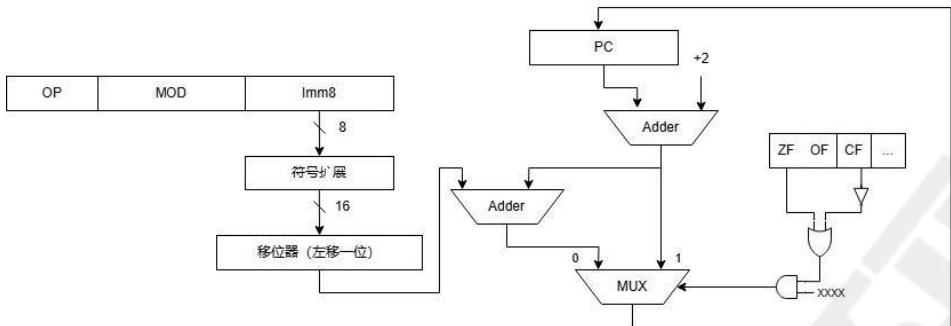 PC
+2
OP MOD Imm8
Adder
8
ZF OF CF ...
符号扩展
16
Adder
移位器 (左移一位)
0 1
MUX
XXXX